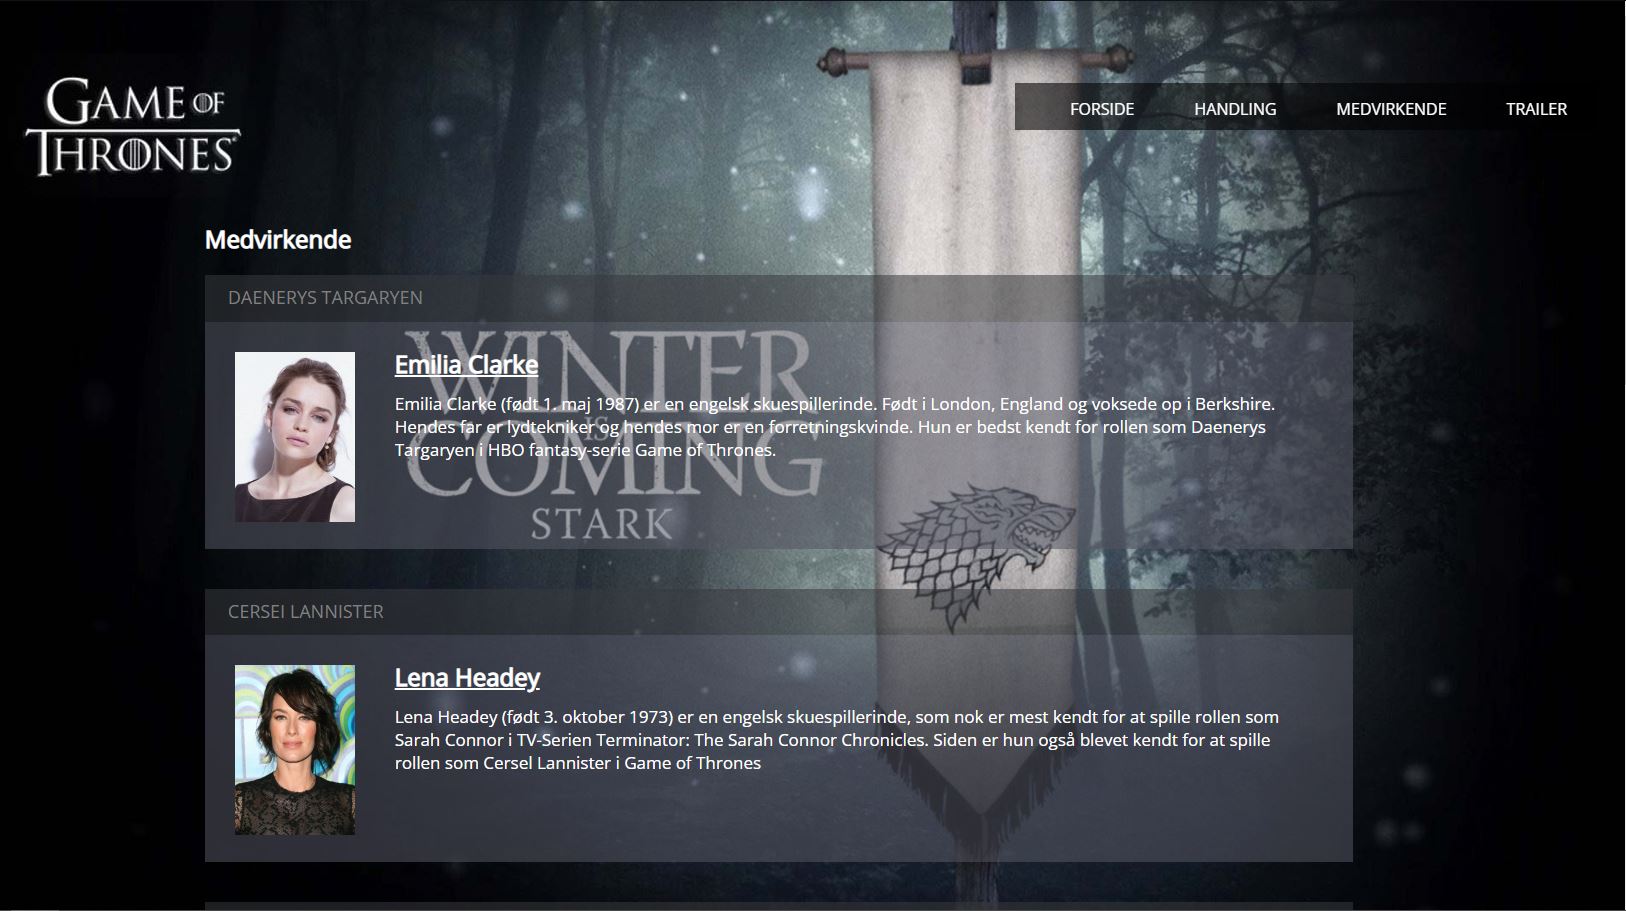 GAME OF
THRONES
FORSIDE HANDLING MEDVIRKENDE TRAILER
Medvirkende
DAENERYS TARGARYEN
WINTER
IS
COMING
STARK
Emilia Clarke
Emilia Clarke (født 1. maj 1987) er en engelsk skuespillerinde. Født i London, England og voksede op i Berkshire.
Hendes far er lydtekniker og hendes mor er en forretningskvinde. Hun er bedst kendt for rollen som Daenerys
Targaryen i HBO fantasy-serie Game of Thrones.
CERSEI LANNISTER
Lena Headey
Lena Headey (født 3. oktober 1973) er en engelsk skuespillerinde, som nok er mest kendt for at spille rollen som
Sarah Connor i TV-Serien Terminator: The Sarah Connor Chronicles. Siden er hun også blevet kendt for at spille
rollen som Cersel Lannister i Game of Thrones